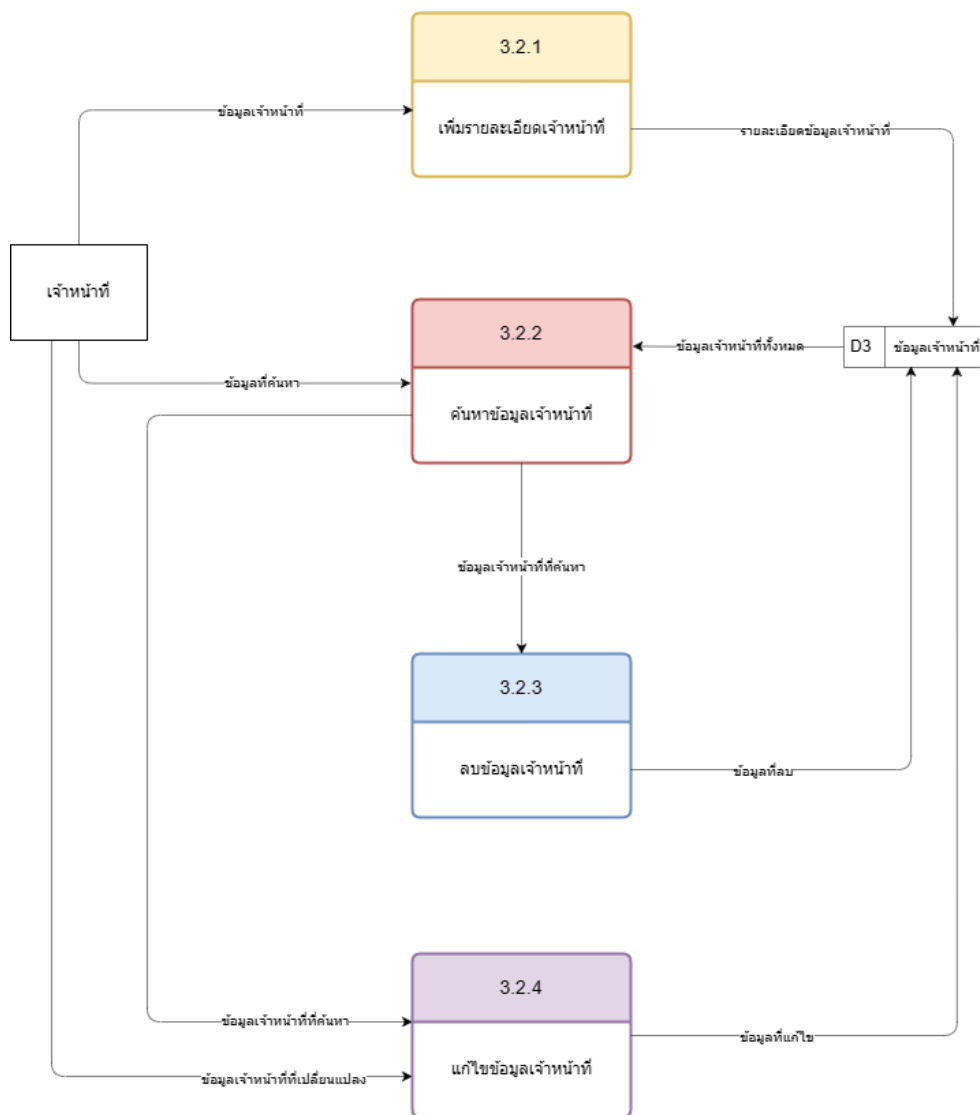 3.2.1
ข้อมูลเจ้าหน้าที่
เพิ่มรายละเอียดเจ้าหน้าที่
รายละเอียดข้อมูลเจ้าหน้าที่
เจ้าหน้าที่
3.2.2
ข้อมูลเจ้าหน้าที่ทั้งหมด
D3
ข้อมูลเจ้าหน้าที่
ข้อมูลที่ค้นหา
ค้นหาข้อมูลเจ้าหน้าที่
ข้อมูลเจ้าหน้าที่ที่ค้นหา
3.2.3
ลบข้อมูลเจ้าหน้าที่
ข้อมูลที่ลบ
3.2.4
ข้อมูลเจ้าหน้าที่ที่ค้นหา
ข้อมูลที่แก้ไข
แก้ไขข้อมูลเจ้าหน้าที่
ข้อมูลเจ้าหน้าที่ที่เปลี่ยนแปลง